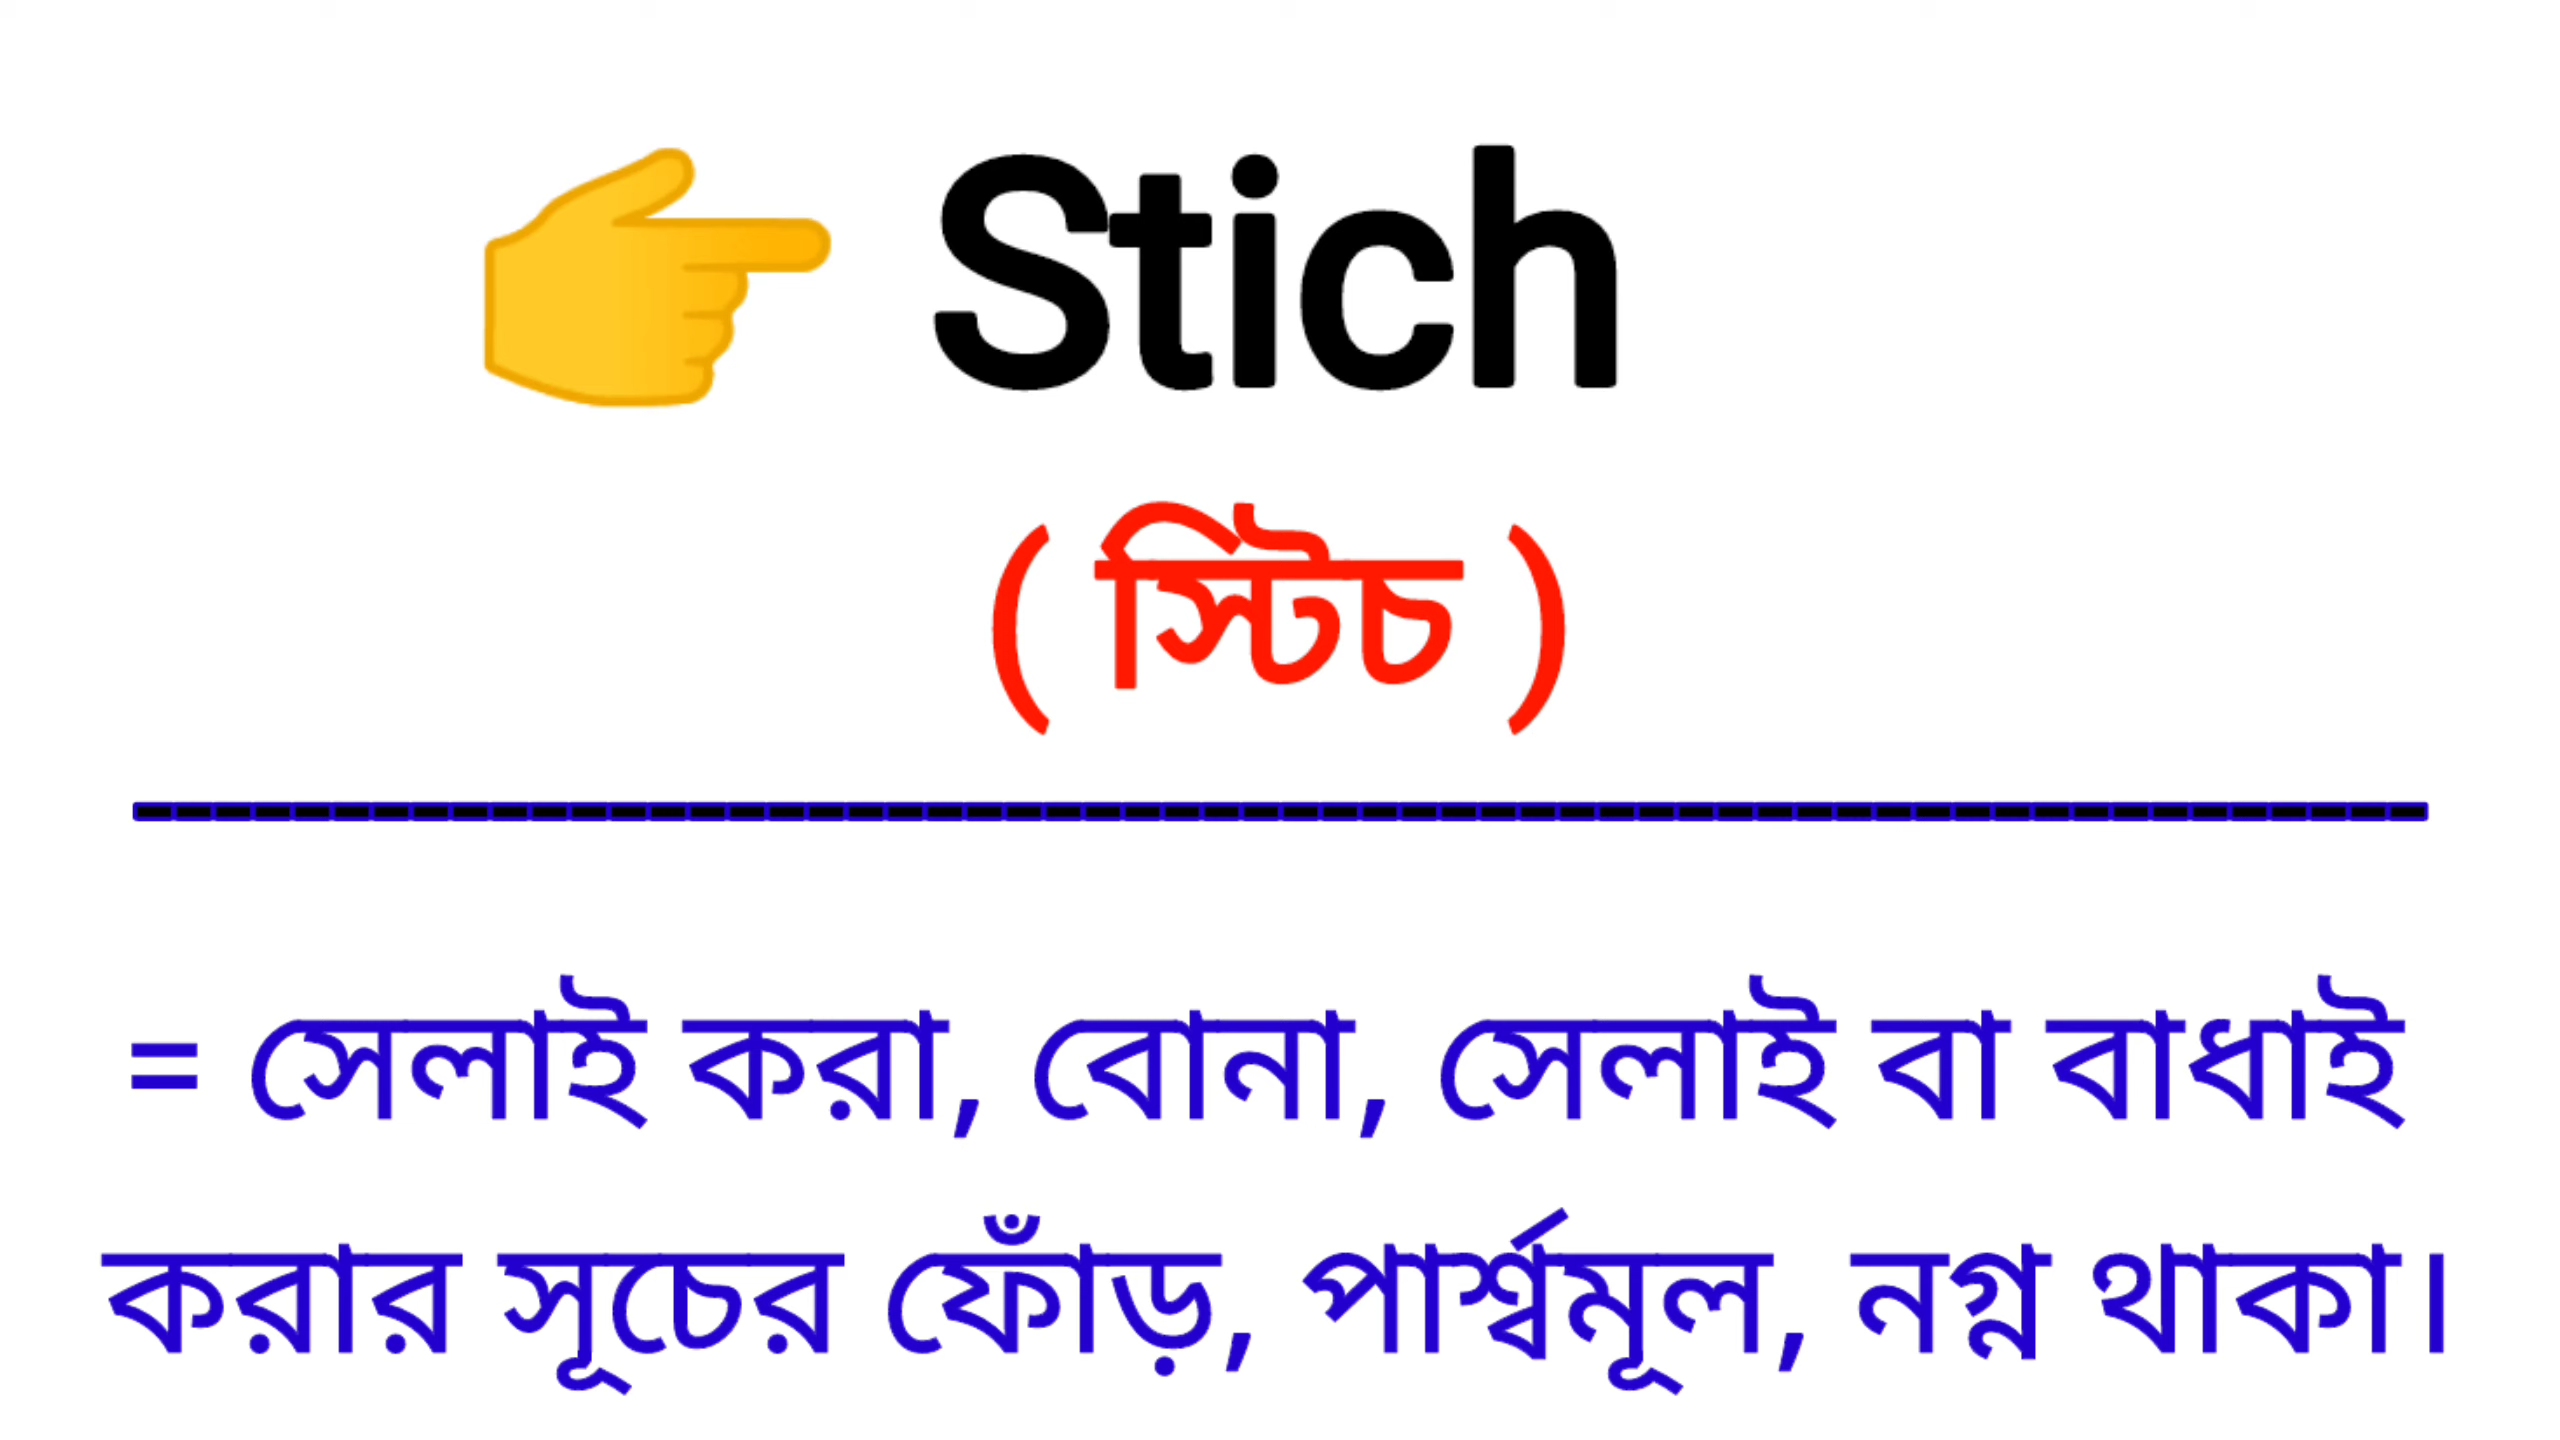 👉 Stich
( স্টিচ )
----------------------------------------------------------
= সেলাই করা, বোনা, সেলাই বা বাধাই
করার সূচের ফোঁড়, পার্শ্বমূল, নগ্ন থাকা।